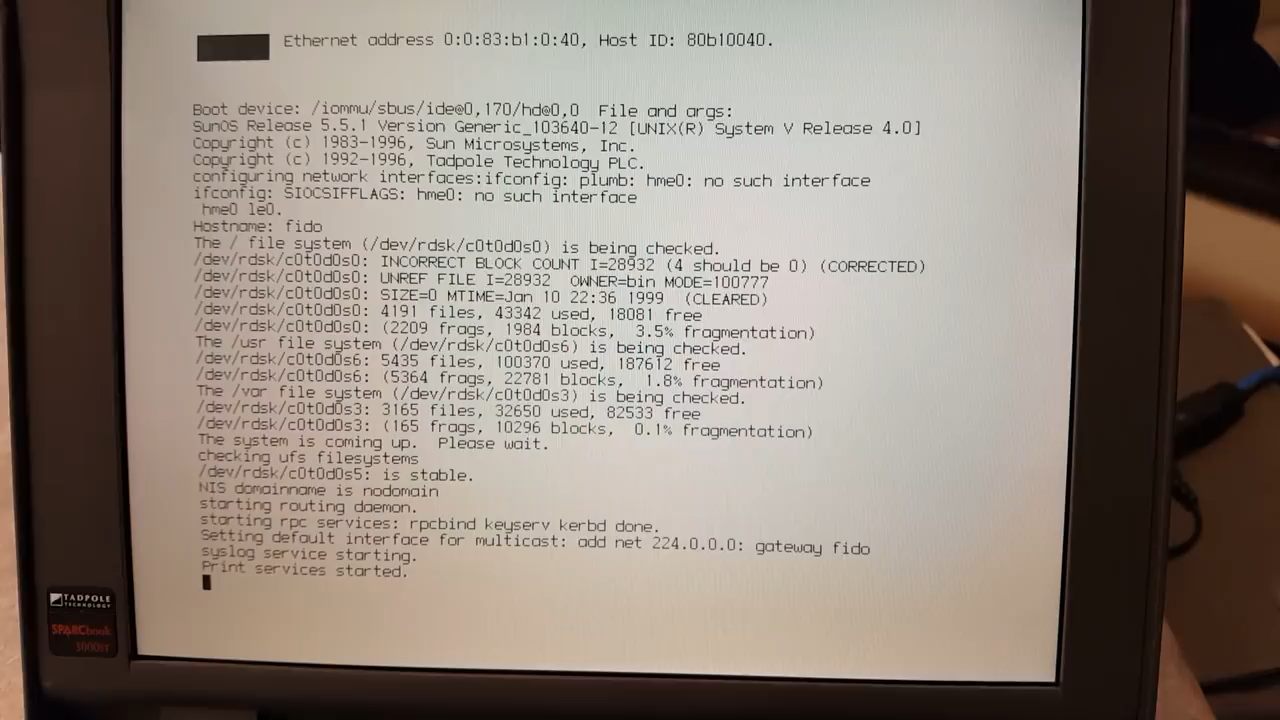 Ethernet address 0:0:83:b1:0:40, Host ID: 80b10040.
Boot device: /iommu/sbus/ide@0,170/hd@0,0  File and args:
SunOS Release 5.5.1 Version Generic_103640-12 [UNIX(R) System V Release 4.0]
Copyright (c) 1983-1996, Sun Microsystems, Inc.
Copyright (c) 1992-1996, Tadpole Technology PLC.
configuring network interfaces:ifconfig: plumb: hme0: no such interface
ifconfig: SIOCSIFFLAGS: hme0: no such interface
 hme0 le0.
Hostname: fido
The / file system (/dev/rdsk/c0t0d0s0) is being checked.
/dev/rdsk/c0t0d0s0: INCORRECT BLOCK COUNT I=28932 (4 should be 0) (CORRECTED)
/dev/rdsk/c0t0d0s0: UNREF FILE I=28932  OWNER=bin MODE=100777
/dev/rdsk/c0t0d0s0: SIZE=0 MTIME=Jan 10 22:36 1999  (CLEARED)
/dev/rdsk/c0t0d0s0: 4191 files, 43342 used, 18081 free
/dev/rdsk/c0t0d0s0: (2209 frags, 1984 blocks,  3.5% fragmentation)
The /usr file system (/dev/rdsk/c0t0d0s6) is being checked.
/dev/rdsk/c0t0d0s6: 5435 files, 100370 used, 187612 free
/dev/rdsk/c0t0d0s6: (5364 frags, 22781 blocks,  1.8% fragmentation)
The /var file system (/dev/rdsk/c0t0d0s3) is being checked.
/dev/rdsk/c0t0d0s3: 3165 files, 32650 used, 82533 free
/dev/rdsk/c0t0d0s3: (165 frags, 10296 blocks,  0.1% fragmentation)
The system is coming up.  Please wait.
checking ufs filesystems
/dev/rdsk/c0t0d0s5: is stable.
NIS domainname is nodomain
starting routing daemon.
starting rpc services: rpcbind keyserv kerbd done.
Setting default interface for multicast: add net 224.0.0.0: gateway fido
syslog service starting.
Print services started.
TADPOLE
TECHNOLOGY
SPARCbook